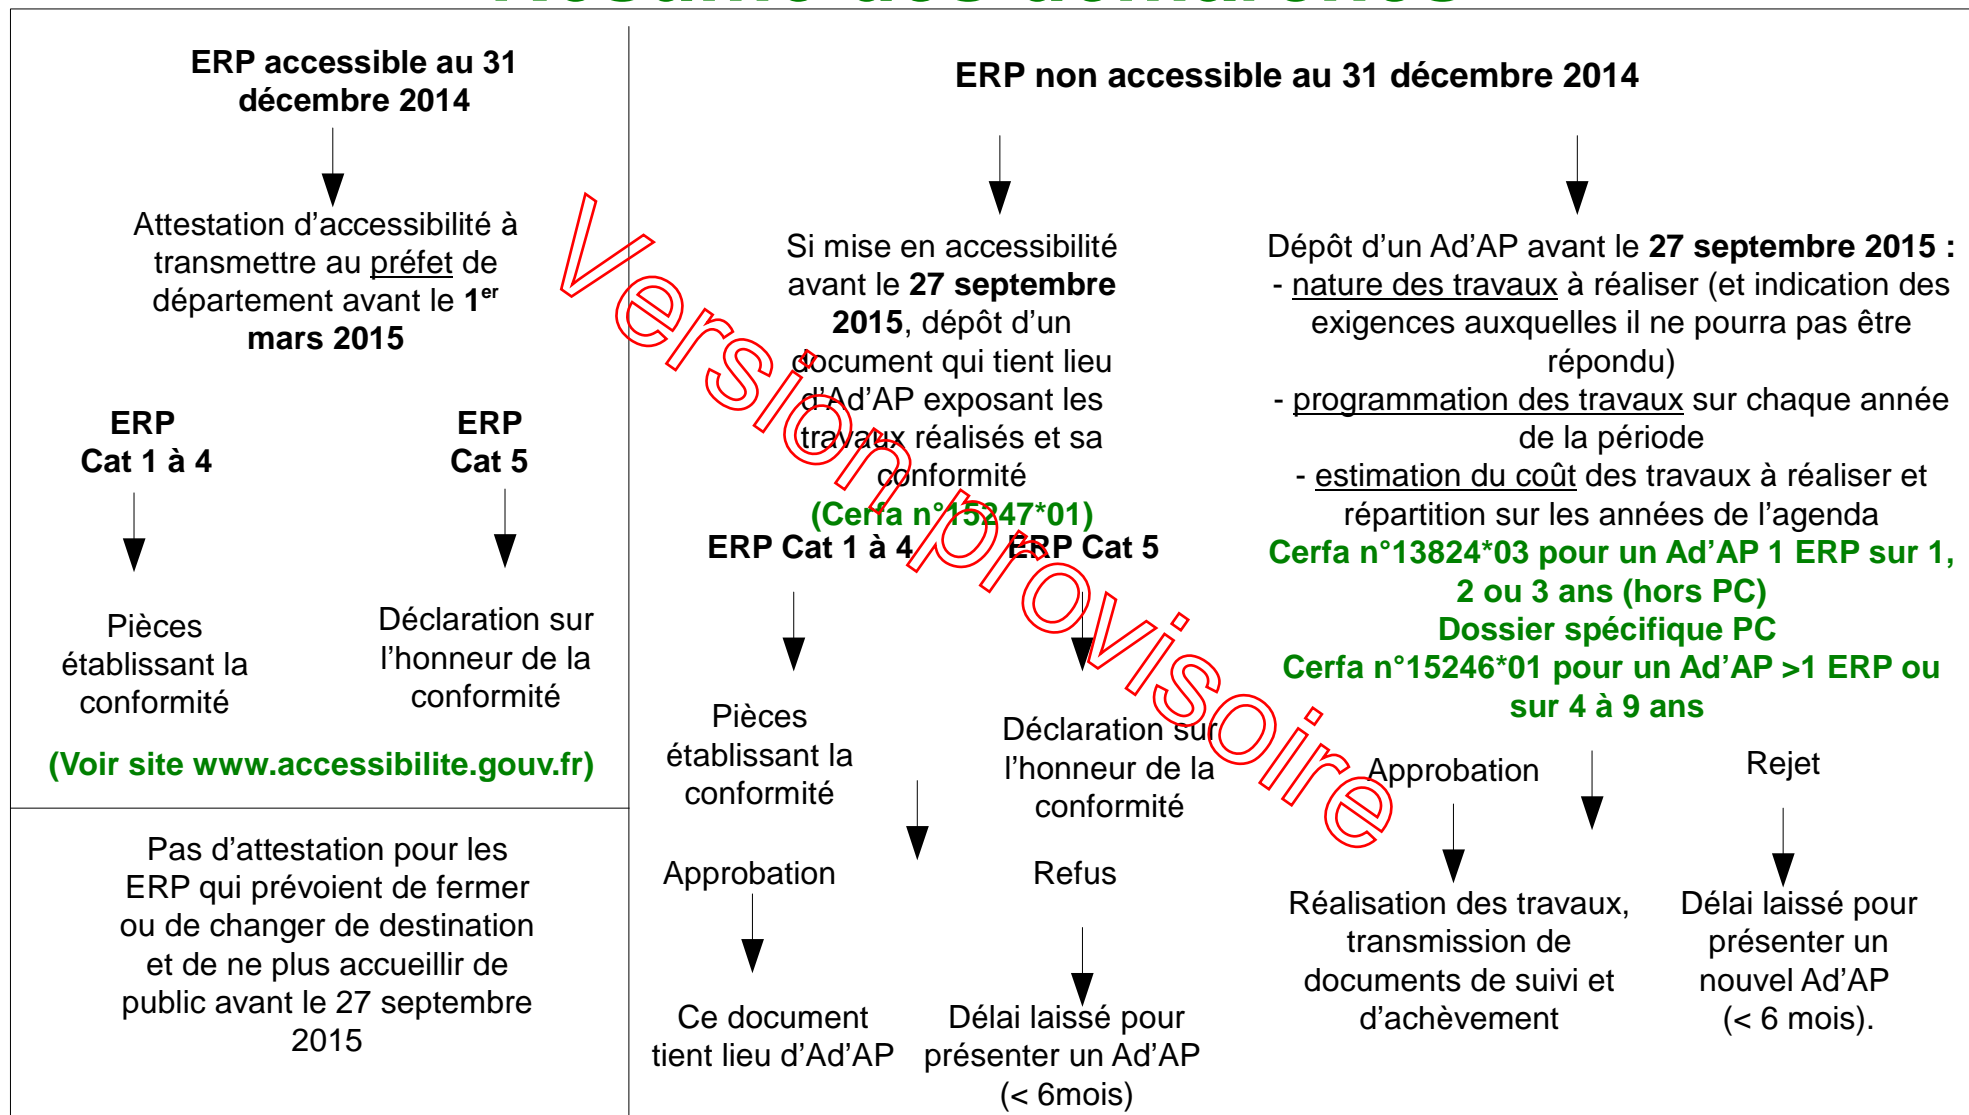 Résumé des démarches
ERP accessible au 31
décembre 2014
Attestation d’accessibilité à
transmettre au préfet de
département avant le 1er
mars 2015
ERP
Cat 1 à 4
ERP
Cat 5
Pièces
établissant la
conformité
Déclaration sur
l’honneur de la
conformité
(Voir site www.accessibilite.gouv.fr)
Pas d’attestation pour les
ERP qui prévoient de fermer
ou de changer de destination
et de ne plus accueillir de
public avant le 27 septembre
2015
ERP non accessible au 31 décembre 2014
Si mise en accessibilité
avant le 27 septembre
2015, dépôt d’un
document qui tient lieu
d’Ad’AP exposant les
travaux réalisés et sa
conformité
(Cerfa n°15247*01)
ERP Cat 1 à 4
ERP Cat 5
Pièces
établissant la
conformité
Déclaration sur
l’honneur de la
conformité
Approbation
Refus
Ce document
tient lieu d’Ad’AP
Délai laissé pour
présenter un Ad’AP
(< 6mois)
Dépôt d’un Ad’AP avant le 27 septembre 2015 :
- nature des travaux à réaliser (et indication des
exigences auxquelles il ne pourra pas être
répondu)
- programmation des travaux sur chaque année
de la période
- estimation du coût des travaux à réaliser et
répartition sur les années de l’agenda
Cerfa n°13824*03 pour un Ad’AP 1 ERP sur 1,
2 ou 3 ans (hors PC)
Dossier spécifique PC
Cerfa n°15246*01 pour un Ad’AP >1 ERP ou
sur 4 à 9 ans
Approbation
Rejet
Réalisation des travaux,
transmission de
documents de suivi et
d’achèvement
Délai laissé pour
présenter un
nouvel Ad’AP
(< 6 mois).
Version provisoire